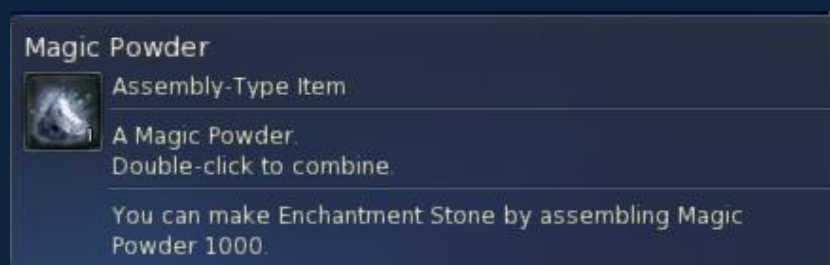 Magic Powder
Assembly-Type Item
1
A Magic Powder.
Double-click to combine.
You can make Enchantment Stone by assembling Magic
Powder 1000.